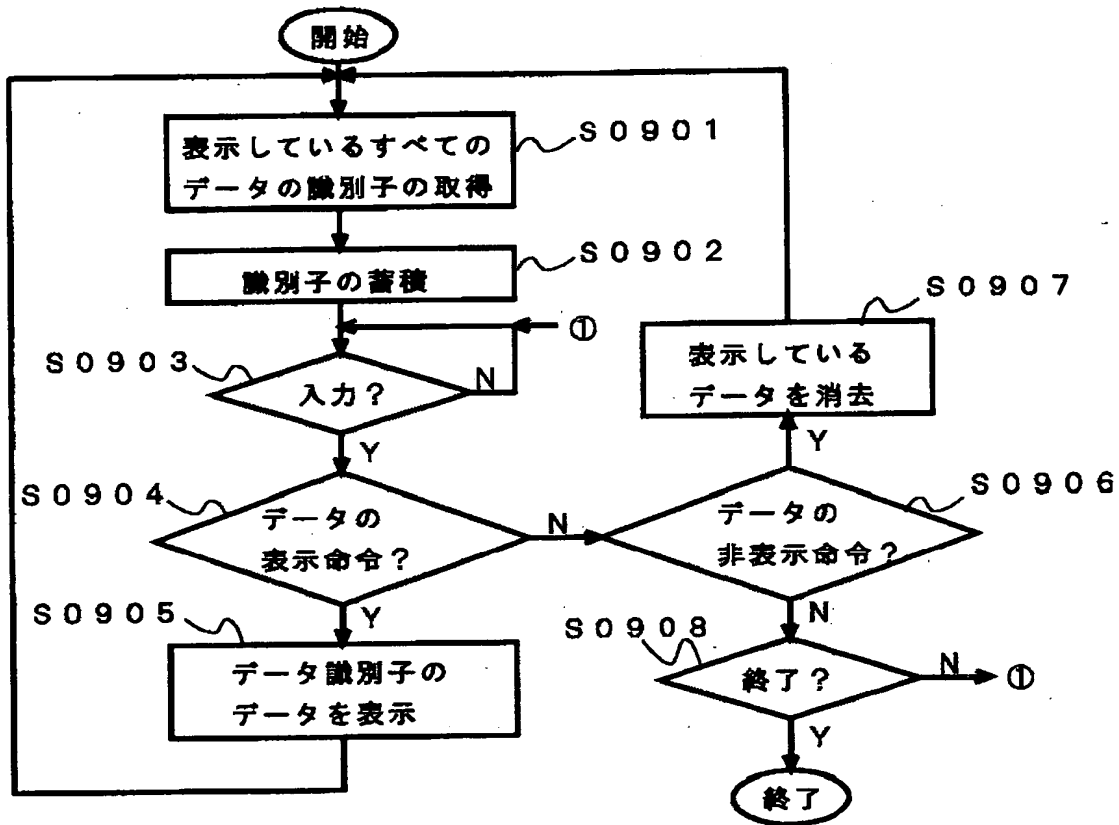 開始
表示しているすべての
データの識別子の取得
S0901
識別子の蓄積
S0902
①
S0903
入力?
N
Y
S0904
データの
表示命令?
N
Y
S0905
データ識別子の
データを表示
S0906
データの
非表示命令?
Y
N
S0907
表示している
データを消去
S0908
終了?
N
①
Y
終了